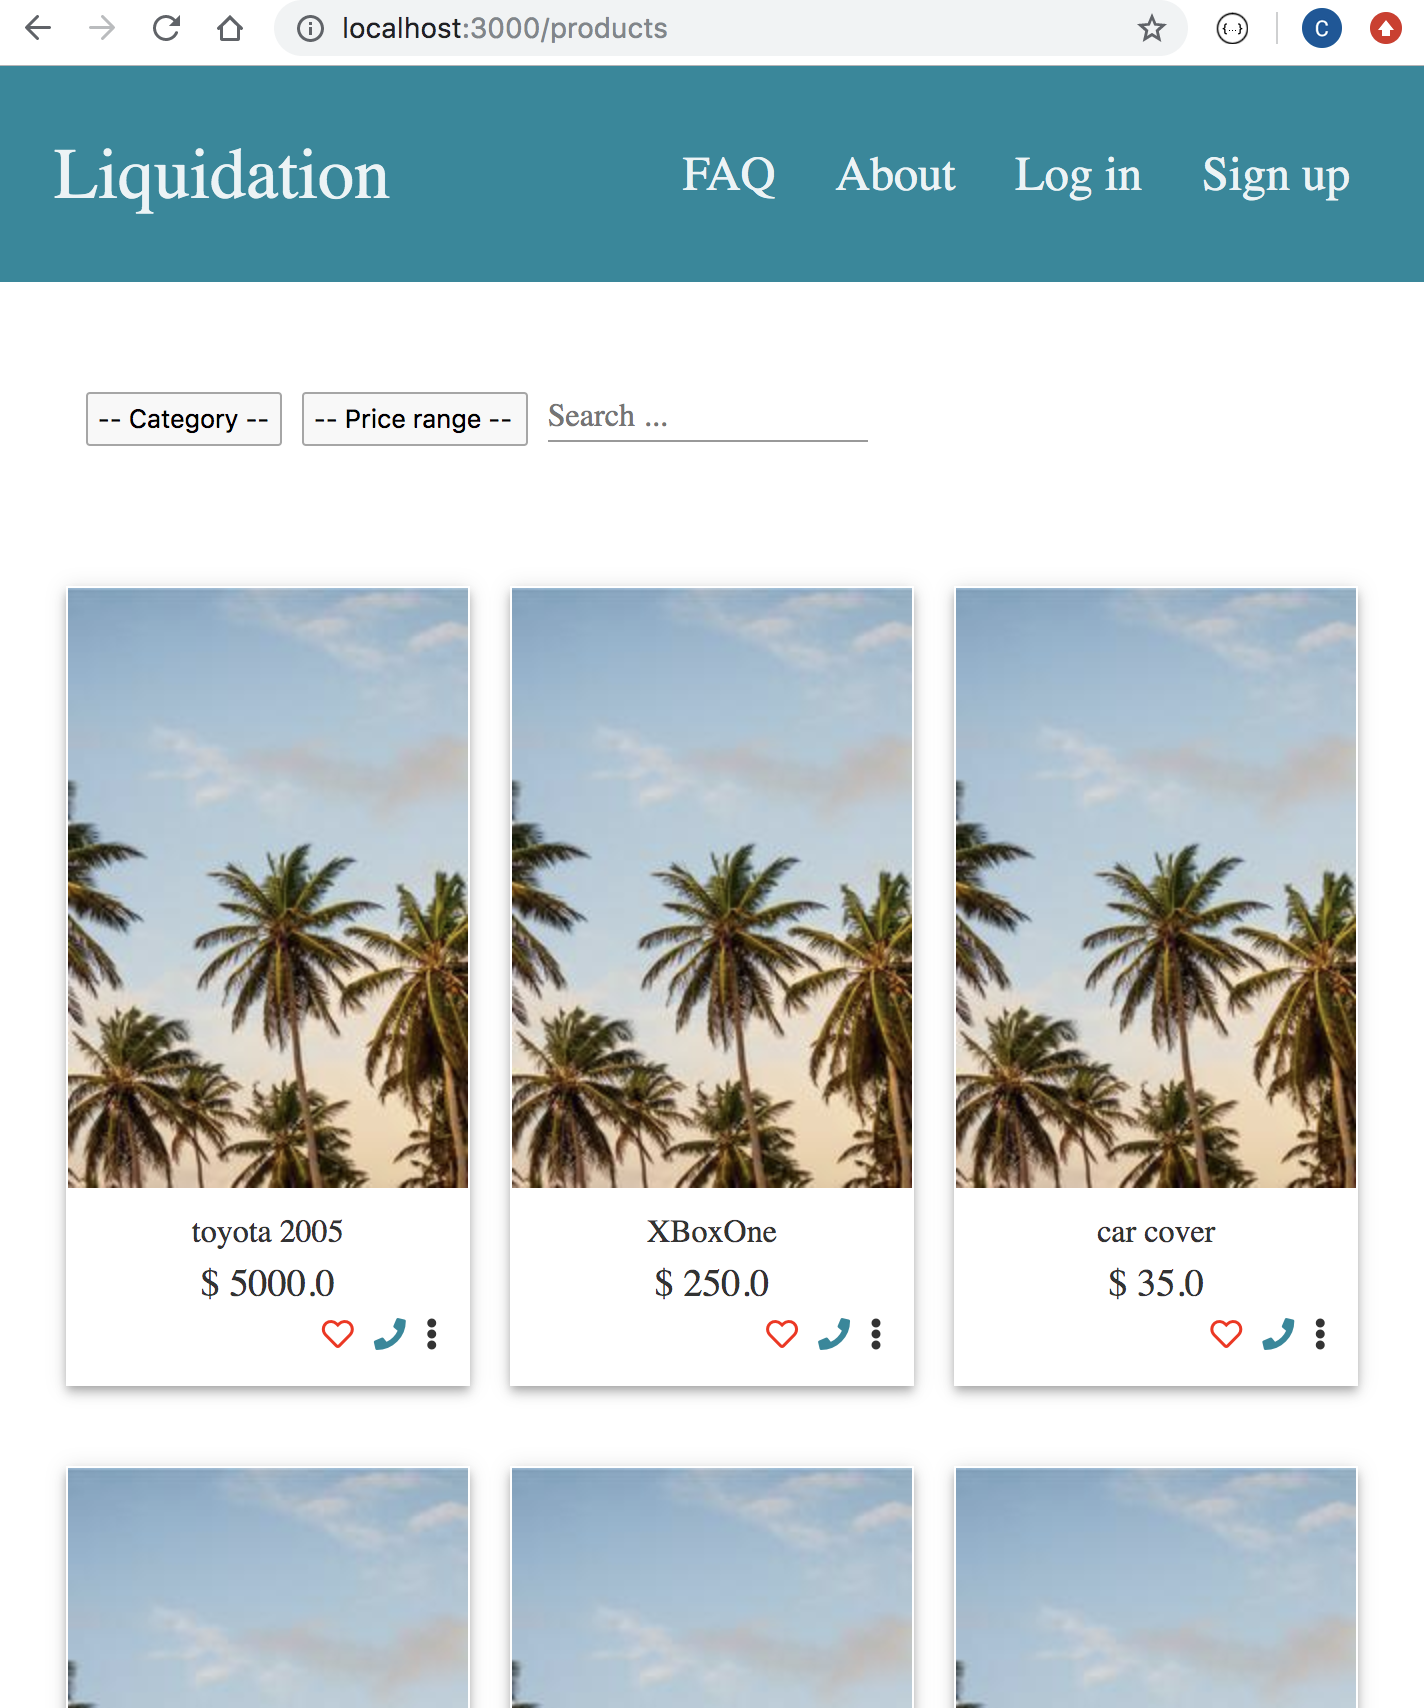 localhost:3000/products
{...}
C
Liquidation
FAQ About Log in Sign up
-- Category -- -- Price range -- Search ...
toyota 2005
$ 5000.0
XBoxOne
$ 250.0
car cover
$ 35.0